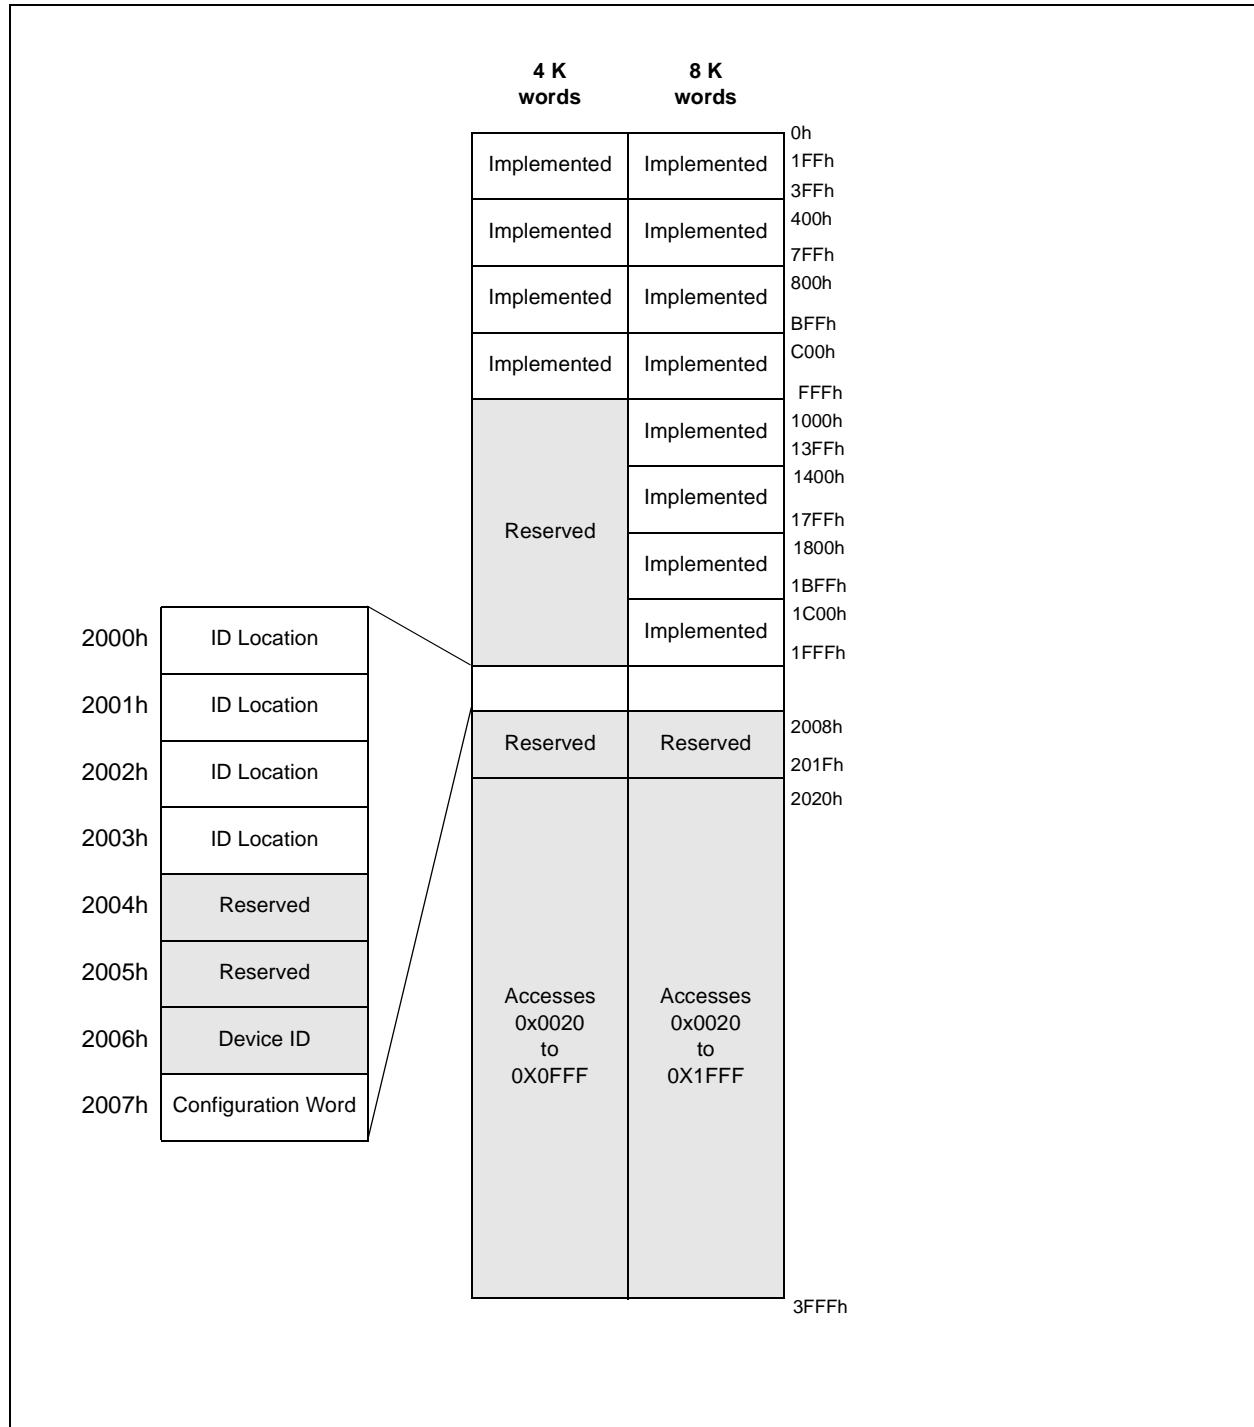 4 K
words
8 K
words
0h
Implemented
Implemented
1FFh
3FFh
400h
Implemented
Implemented
7FFh
800h
Implemented
Implemented
BFFh
C00h
Implemented
Implemented
FFFh
1000h
Implemented
13FFh
1400h
Implemented
17FFh
Reserved
1800h
Implemented
1BFFh
1C00h
Implemented
1FFFh
2008h
Reserved
Reserved
201Fh
2020h
Accesses
0x0020
to
0X0FFF
Accesses
0x0020
to
0X1FFF
3FFFh
2000h
ID Location
2001h
ID Location
2002h
ID Location
2003h
ID Location
2004h
Reserved
2005h
Reserved
2006h
Device ID
2007h
Configuration Word